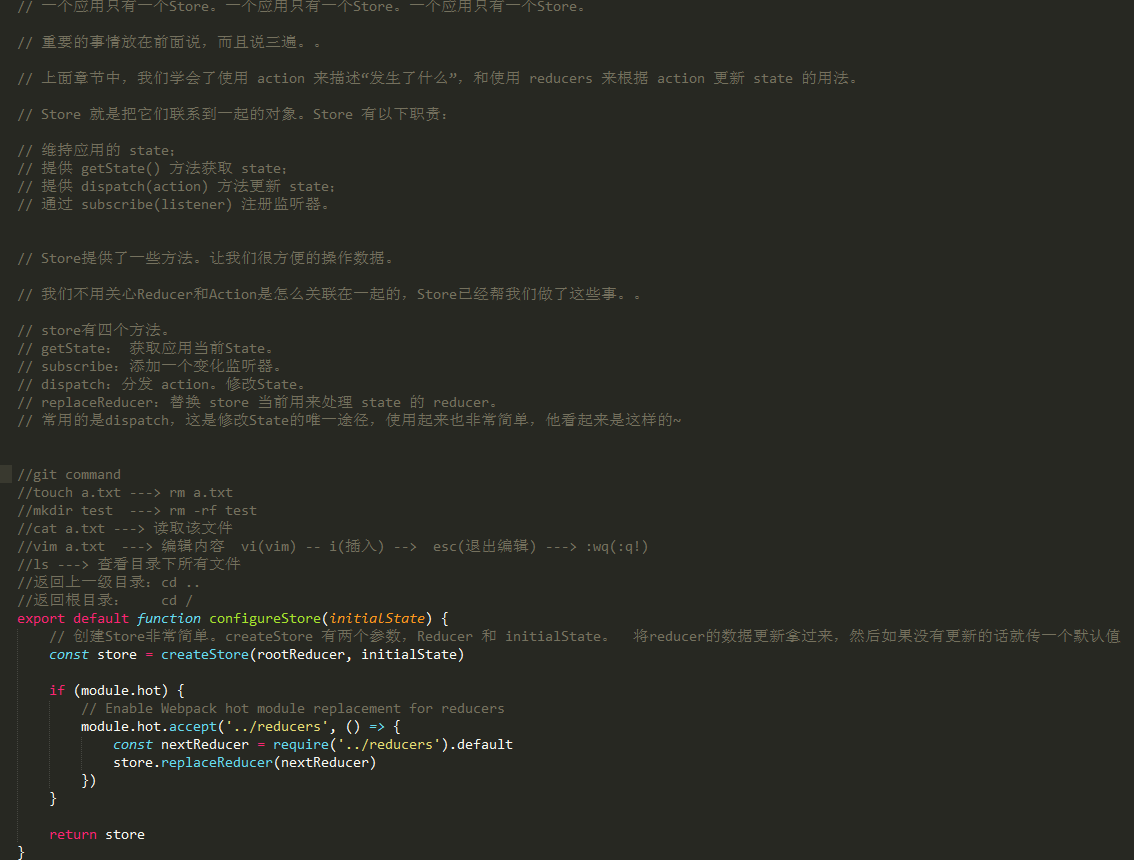 // 一个应用只有一个Store。一个应用只有一个Store。一个应用只有一个Store。
// 重要的事情放在前面说，而且说三遍。。
// 上面章节中，我们学会了使用 action 来描述“发生了什么”，和使用 reducers 来根据 action 更新 state 的用法。
// Store 就是把它们联系到一起的对象。Store 有以下职责：
// 维持应用的 state；
// 提供 getState() 方法获取 state；
// 提供 dispatch(action) 方法更新 state；
// 通过 subscribe(listener) 注册监听器。
// Store提供了一些方法。让我们很方便的操作数据。
// 我们不用关心Reducer和Action是怎么关联在一起的，Store已经帮我们做了这些事。。
// store有四个方法。
// getState： 获取应用当前State。
// subscribe：添加一个变化监听器。
// dispatch：分发 action。修改State。
// replaceReducer：替换 store 当前用来处理 state 的 reducer。
// 常用的是dispatch，这是修改State的唯一途径，使用起来也非常简单，他看起来是这样的~
//git command
//touch a.txt ---> rm a.txt
//mkdir test  ---> rm -rf test
//cat a.txt ---> 读取该文件
//vim a.txt  ---> 编辑内容  vi(vim) -- i(插入) -->  esc(退出编辑) ---> :wq(:q!)
//ls ---> 查看目录下所有文件
//返回上一级目录：cd ..
//返回根目录：    cd /
export default function configureStore(initialState) {
    // 创建Store非常简单。createStore 有两个参数，Reducer 和 initialState。  将reducer的数据更新拿过来，然后如果没有更新的话就传一个默认值
    const store = createStore(rootReducer, initialState)
    if (module.hot) {
        // Enable Webpack hot module replacement for reducers
        module.hot.accept('../reducers', () => {
            const nextReducer = require('../reducers').default
            store.replaceReducer(nextReducer)
        })
    }
    return store
}